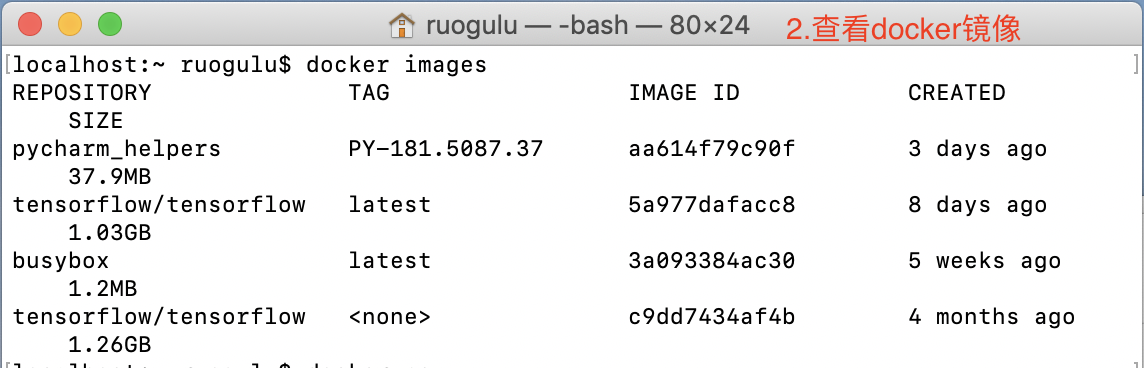 ruogulu — -bash — 80×24 2.查看docker镜像
[localhost:~ ruogulu$ docker images ]
REPOSITORY TAG IMAGE ID CREATED
SIZE
pycharm_helpers PY-181.5087.37 aa614f79c90f 3 days ago
37.9MB
tensorflow/tensorflow latest 5a977dafacc8 8 days ago
1.03GB
busybox latest 3a093384ac30 5 weeks ago
1.2MB
tensorflow/tensorflow <none> c9dd7434af4b 4 months ago
1.26GB